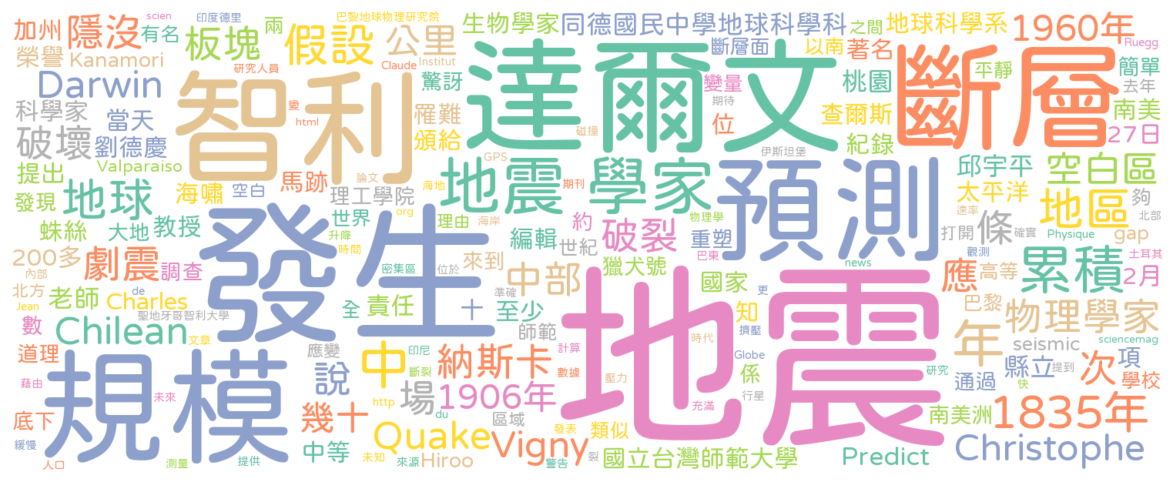 加州
隱沒
scien
有名
印度德里
板塊
兩
巴黎地球物理研究院
假設
公里
生物學家
同德國民中學地球科學科
之間
地球科學系
1960年
Ruegg
榮譽
Kanamori
研究人員
Claude
Institut
驚訝
達爾文
斷層面
以南
著名
斷層
平靜
簡單
去年
Darwin
智利
罹難
變量
桃園
科學家
當天
變
html
頒給
位
期待
查爾斯
南美
破壞
劉德慶
碰撞
紀錄
27日
Valparaiso
提出
地球
海嘯
空白
馬跡
論文
理工學院
GPS
海地
地震
學家
伊斯坦堡
預測
邱宇平
空白區
發現
期刊
太平洋
夠
蛛絲
大地
教授
發生
世界
升降
org
理由
海岸
約
物理學
速率
地區
北部
編輯
世紀
破裂
重塑
打開
條
gap
200多
劇震
調查
時間
來到
中部
獵犬號
巴東
確實
Physique
北方
內部
老師
de
Charles
密集區
位於
news
國家
應
觀測
高等
累積
土耳其
2月
Jean
聖地牙哥智利大學
全
責任
準確
十
至少
地震
更
知
巴黎
物理學家
數
Chilean
文章
師範
擠壓
年
seismic
sciencemag
道理
規模
應變
中
印尼
納斯卡
計算
時代
Globe
研究
縣立
提到
次
項
藉由
未來
說
斷裂
數據
壓力
係
行星
通過
快
學校
底下
幾十
http
場
1906年
區域
充滿
南美洲
1835年
緩慢
中等
du
Quake
Vigny
發表
類似
人口
測量
提供
未知
來源
Hiroo
警告
裂
國立台灣師範大學
Predict
Christophe